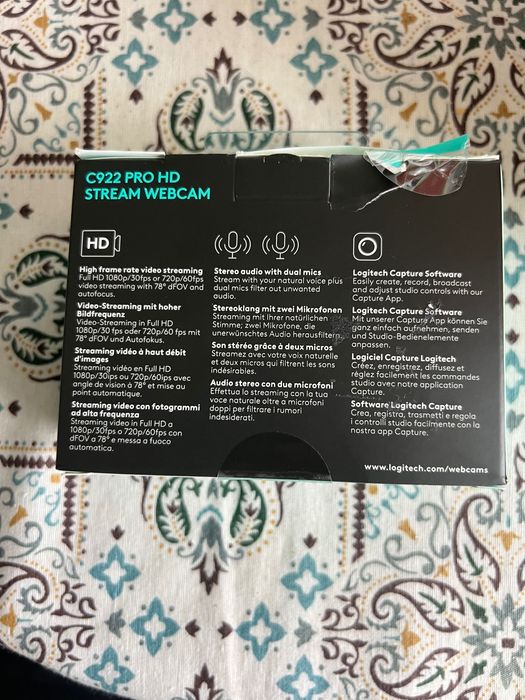 C922 PRO HD
STREAM WEBCAM
HD
High frame rate video streaming
Full HD 1080p/30fps or 720p/60fps
video streaming with 78° dFOV and
autofocus.
Video-Streaming mit hoher
Bildfrequenz
Video-Streaming in Full HD
1080p/30 fps oder 720p/60 fps mit
78° dFOV und Autofokus.
Streaming vidéo à haut débit
d'images
Streaming vidéo en Full HD
1080p/30ips ou 720p/60ips avec
angle de vision à 78° et mise au
point automatique.
Streaming video con fotogrammi
ad alta frequenza
Streaming video in Full HD a
1080p/30fps o 720p/60fps con
dFOV a 78° e messa a fuoco
automatica.
Stereo audio with dual mics
Stream with your natural voice plus
dual mics filter out unwanted
audio.
Stereoklang mit zwei Mikrofonen
Streaming mit Ihrer natürlichen
Stimme; zwei Mikrofone, die
unerwünschtes Audio herausfiltern.
Son stéréo grâce à deux micros
Streamez avec votre voix naturelle
et deux micros qui filtrent les sons
indésirables.
Audio stereo con due microfoni
Effettua lo streaming con la tua
voce naturale oltre a microfoni
doppi per filtrare i rumori
indesiderati.
Logitech Capture Software
Easily create, record, broadcast
and adjust studio controls with our
Capture App.
Logitech Capture Software
Mit unserer Capture App können Sie
ganz einfach aufnehmen, senden
und Studio-Bedienelemente
anpassen.
Logiciel Capture Logitech
Créez, enregistrez, diffusez et
réglez facilement les commandes
studio avec notre application
Capture.
Software Logitech Capture
Crea, registra, trasmetti e regola
i controlli studio facilmente con la
nostra app Capture.
www.logitech.com/webcams